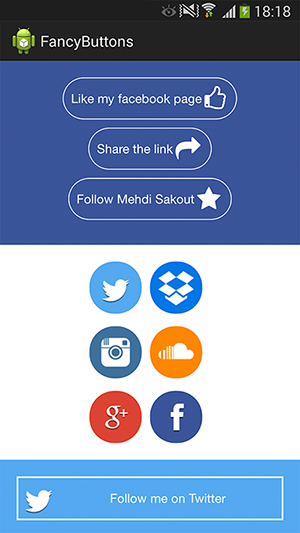 18:18
FancyButtons
Like my facebook page
Share the link
Follow Mehdi Sakout
g+
f
Follow me on Twitter